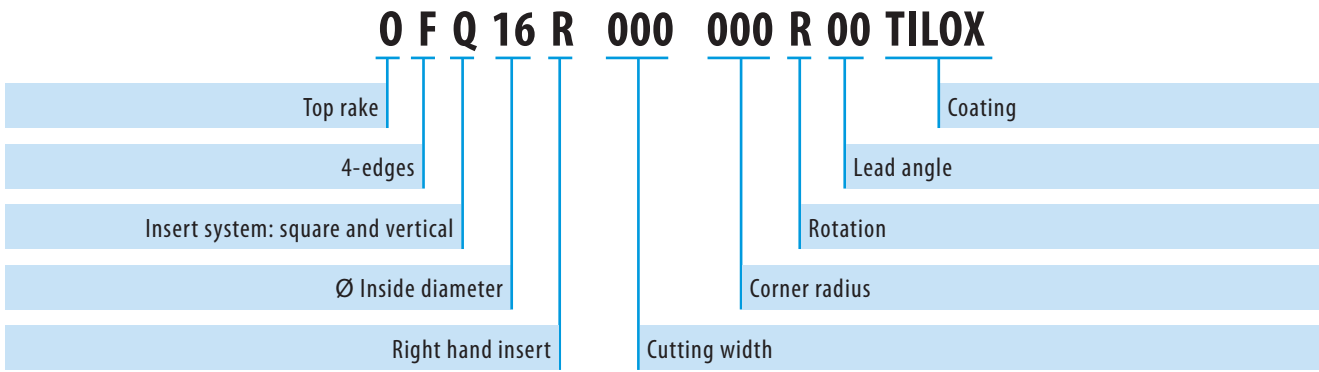 0 F Q 16 R 000 000 R 00 TILOX
Top rake
Coating
4-edges
Lead angle
Insert system: square and vertical
Rotation
Ø Inside diameter
Corner radius
Right hand insert
Cutting width